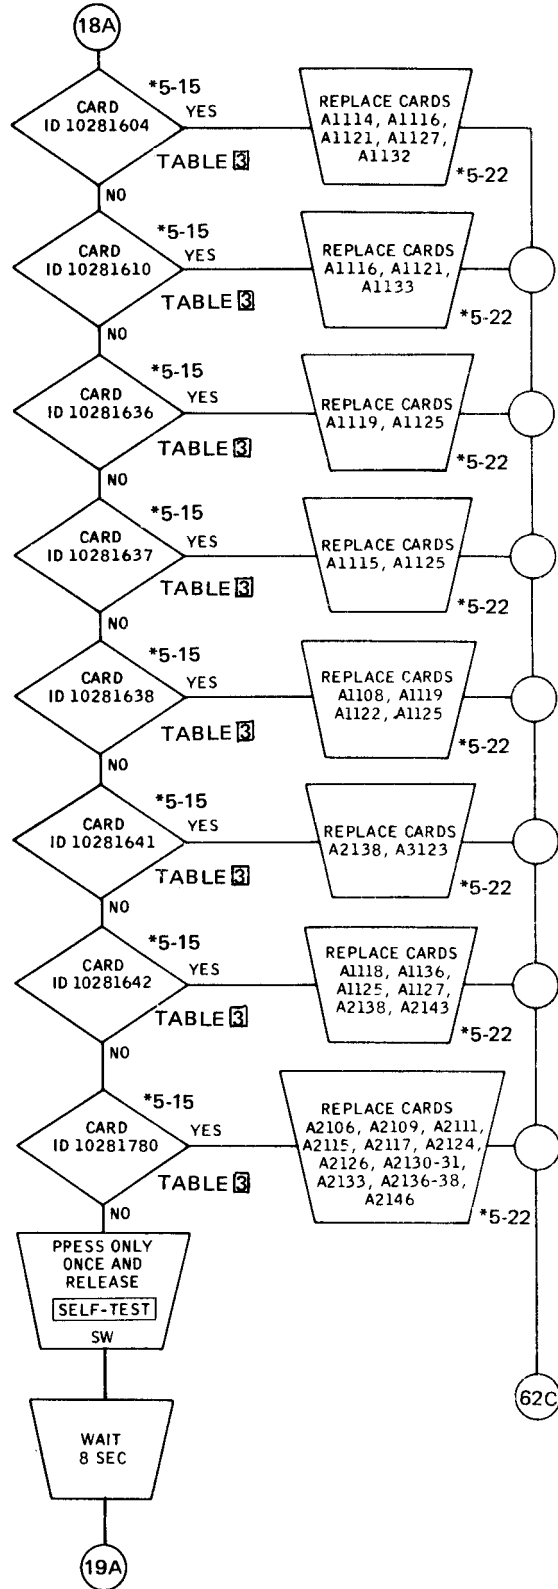 18A
*5-15
CARD
ID 10281604
YES
TABLE 3
NO
REPLACE CARDS
A1114, A1116,
A1121, A1127,
A1132
*5-22
*5-15
CARD
ID 10281610
YES
TABLE 3
NO
REPLACE CARDS
A1116, A1121,
A1133
*5-22
*5-15
CARD
ID 10281636
YES
TABLE 3
NO
REPLACE CARDS
A1119, A1125
*5-22
*5-15
CARD
ID 10281637
YES
TABLE 3
NO
REPLACE CARDS
A1115, A1125
*5-22
*5-15
CARD
ID 10281638
YES
TABLE 3
NO
REPLACE CARDS
A1108, A1119
A1122, A1125
*5-22
*5-15
CARD
ID 10281641
YES
TABLE 3
NO
REPLACE CARDS
A2138, A3123
*5-22
*5-15
CARD
ID 10281642
YES
TABLE 3
NO
REPLACE CARDS
A1118, A1136,
A1125, A1127,
A2138, A2143
*5-22
*5-15
CARD
ID 10281780
YES
TABLE 3
NO
REPLACE CARDS
A2106, A2109, A2111,
A2115, A2117, A2124,
A2126, A2130-31,
A2133, A2136-38,
A2146
*5-22
PPRESS ONLY
ONCE AND
RELEASE
SELF-TEST
SW
WAIT
8 SEC
62C
19A